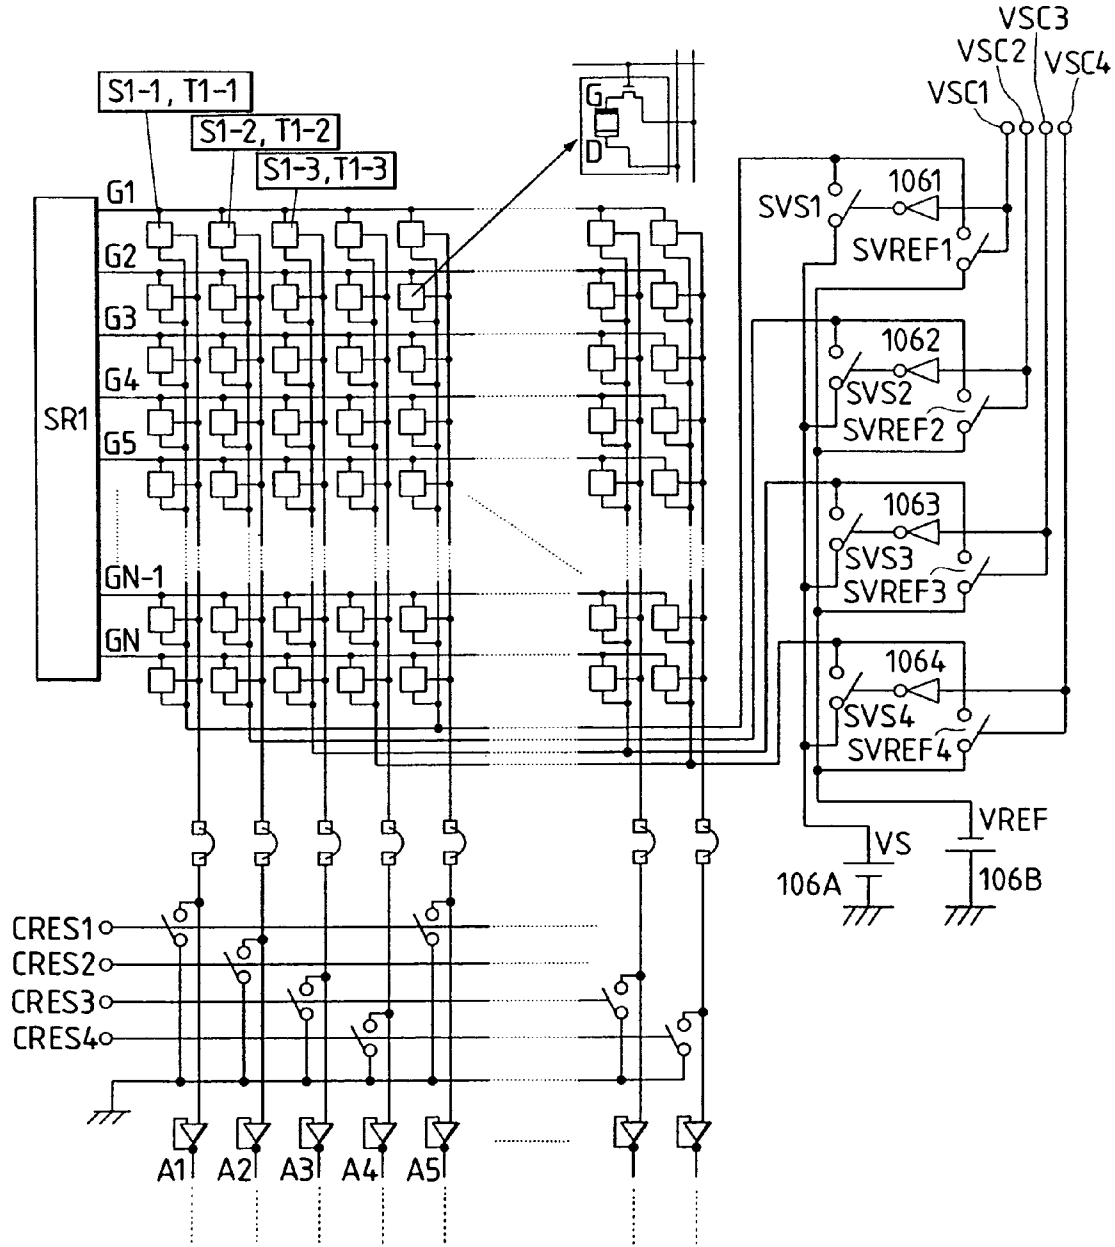 VSC3
VSC2
VSC4
VSC1
S1-1, T1-1
S1-2, T1-2
S1-3, T1-3
G
D
G1
G2
G3
G4
G5
GN-1
GN
SR1
1061
SVS1
SVREF1
1062
SVS2
SVREF2
1063
SVS3
SVREF3
1064
SVS4
SVREF4
VS
VREF
106A
106B
CRES1
CRES2
CRES3
CRES4
A1
A2
A3
A4
A5